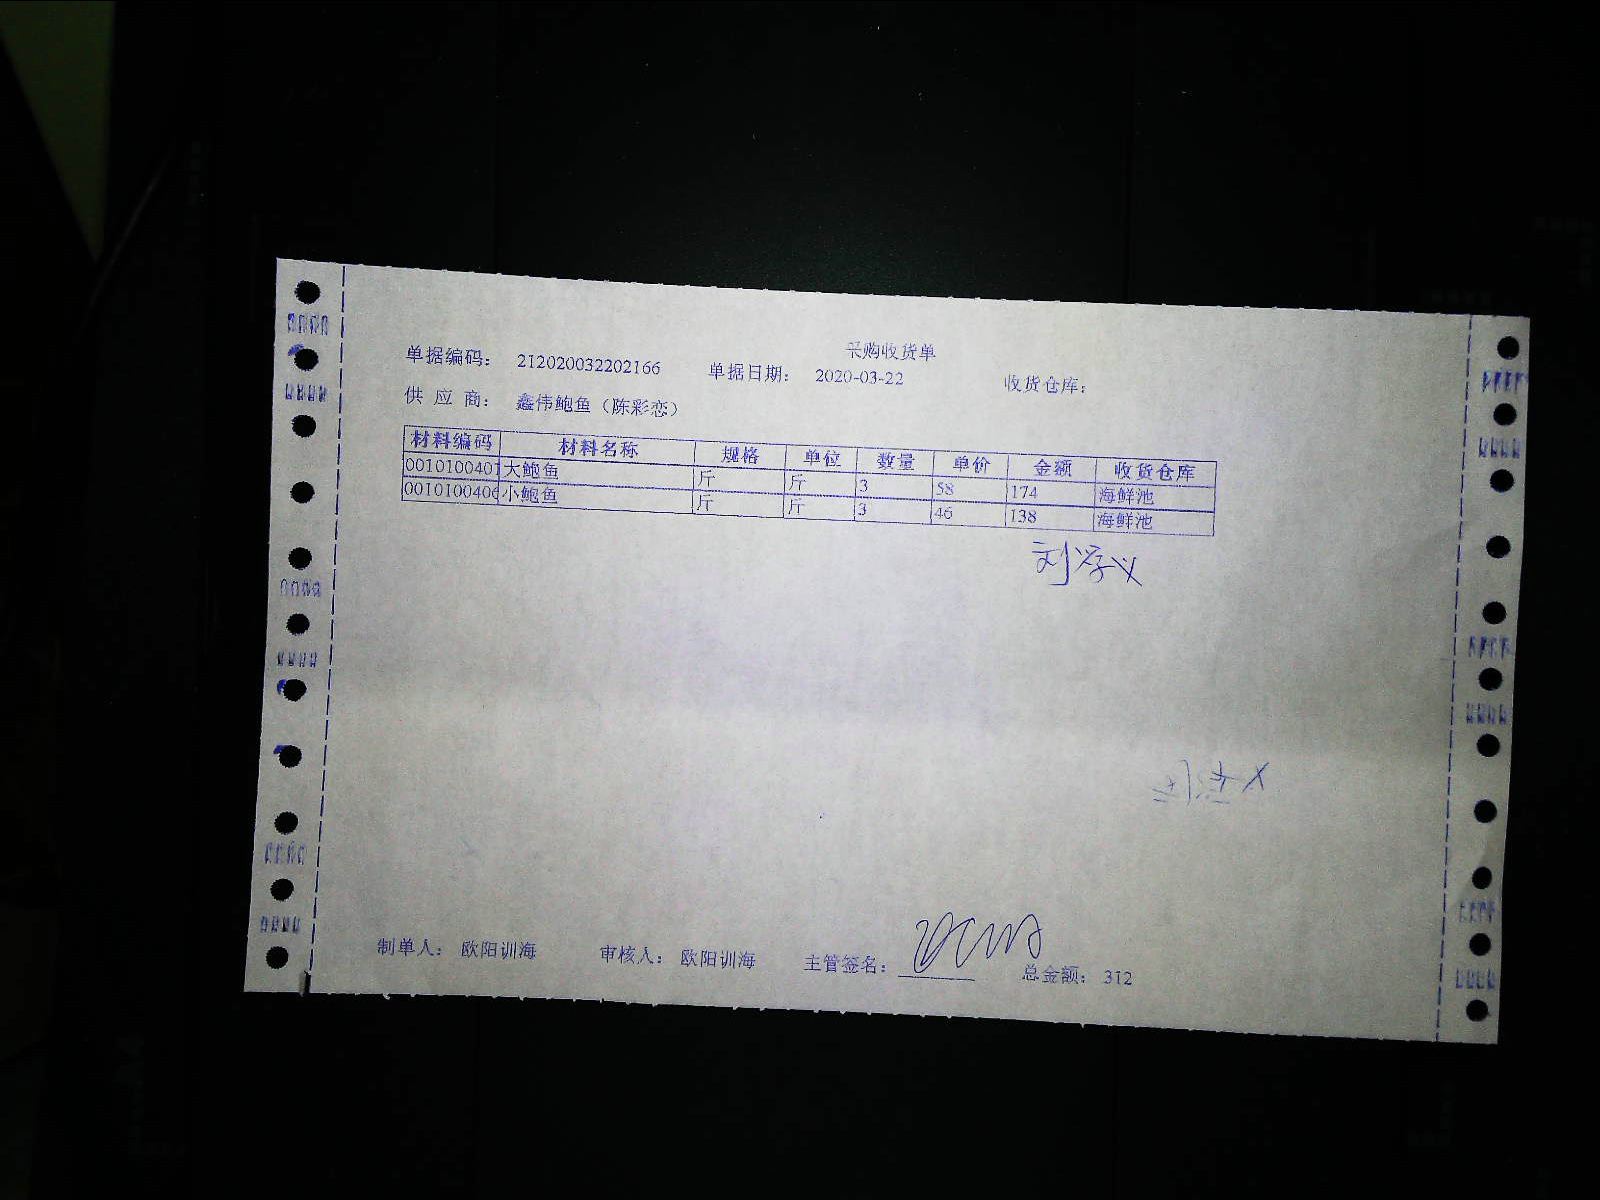 采购收货单
单据编码： 212020032202166 单据日期： 2020-03-22 收货仓库：
供 应 商： 鑫伟鲍鱼（陈彩恋）
材料编码 材料名称 规格 单位 数量 单价 金额 收货仓库
0010100401 大鲍鱼 斤 斤 3 58 174 海鲜池
0010100406 小鲍鱼 斤 斤 3 46 138 海鲜池
制单人： 欧阳训海 审核人： 欧阳训海 主管签名： 总金额： 312